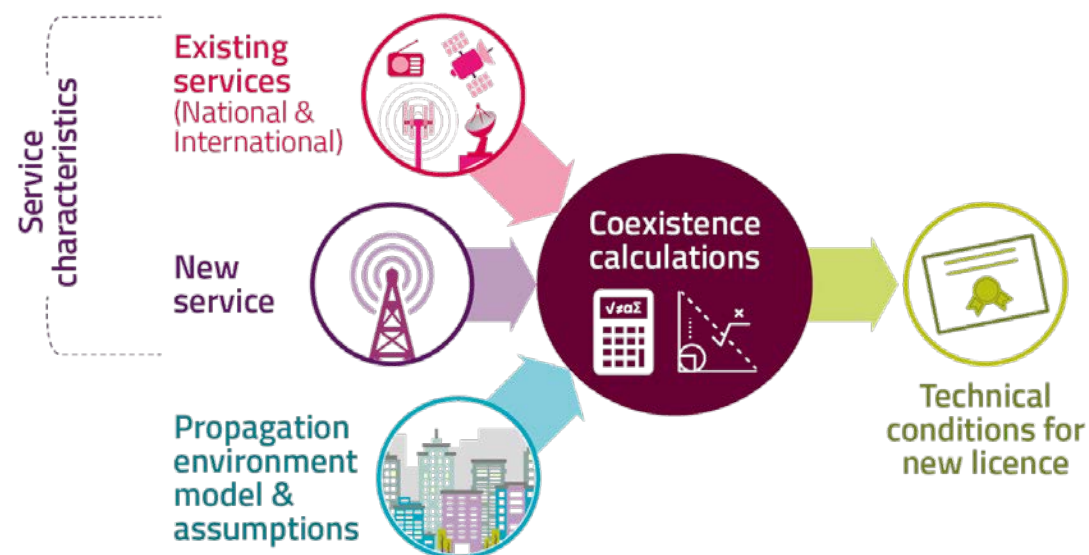 Service
characteristics
Existing
services
(National &
International)
New
service
Propagation
environment
model &
assumptions
Coexistence
calculations
√≠αΣ
√x
Technical
conditions for
new licence